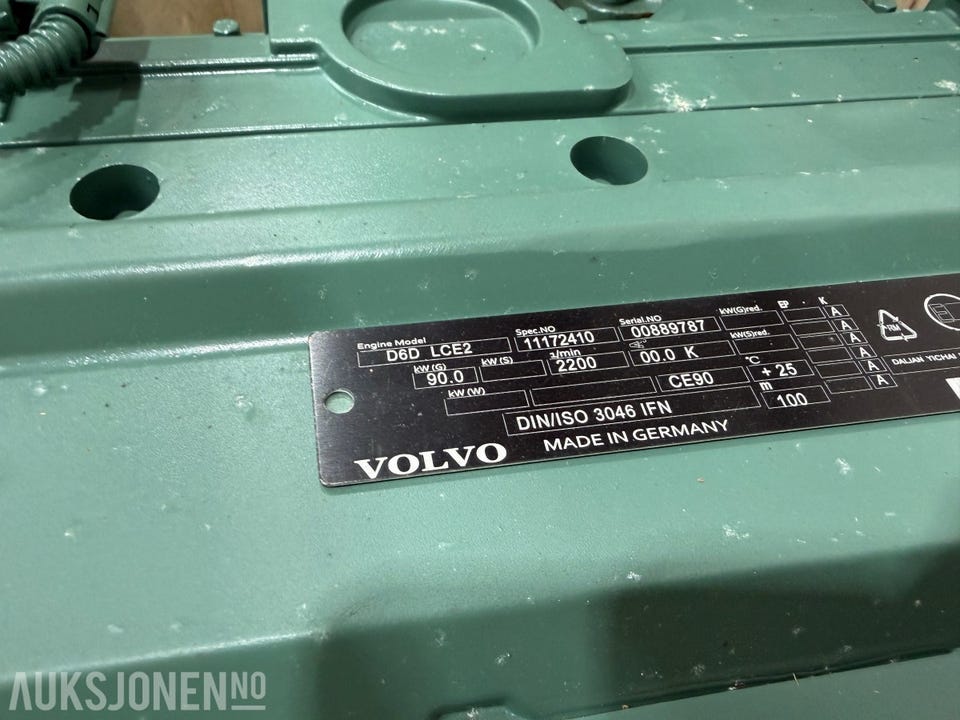 Engine Model Spec.NO Serial.NO kW(G)red. EP K
D6D LCE2 11172410 00889787 A
kW (G) kW (S) 1/min kW(S)red. A
90.0 2200 00.0 K °C A
kW (W) CE90 + 25 A
DIN/ISO 3046 IFN m 100 A
VOLVO MADE IN GERMANY
DALIAN YICHAI
AUKSJONEN.NO